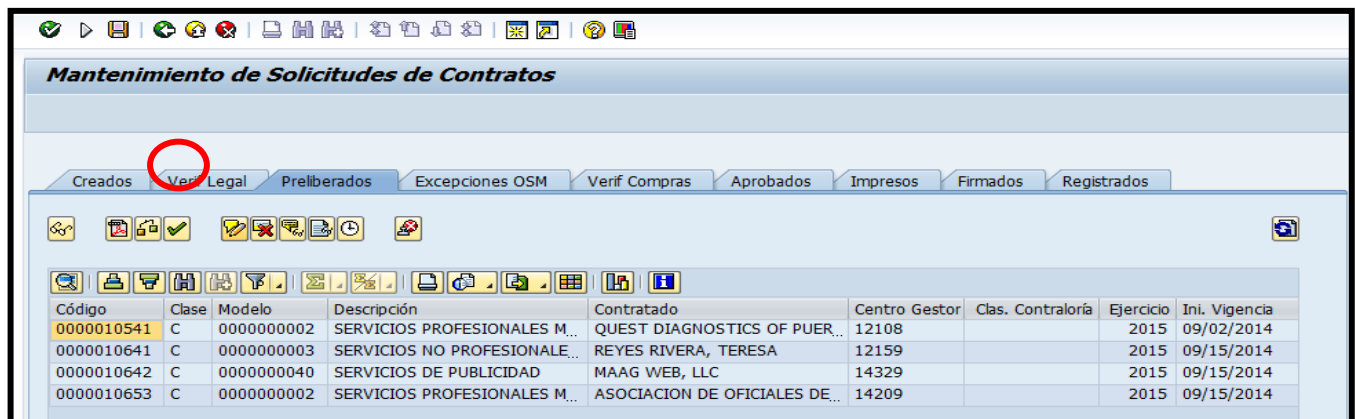 Mantenimiento de Solicitudes de Contratos
Creados Verif Legal Preliberados Excepciones OSM Verif Compras Aprobados Impresos Firmados Registrados
Código Clase Modelo Descripción Contratado Centro Gestor Clas. Contraloría Ejercicio Ini. Vigencia
0000010541 C 0000000002 SERVICIOS PROFESIONALES M... QUEST DIAGNOSTICS OF PUER... 12108 2015 09/02/2014
0000010641 C 0000000003 SERVICIOS NO PROFESIONALE... REYES RIVERA, TERESA 12159 2015 09/15/2014
0000010642 C 0000000040 SERVICIOS DE PUBLICIDAD MAAG WEB, LLC 14329 2015 09/15/2014
0000010653 C 0000000002 SERVICIOS PROFESIONALES M... ASOCIACION DE OFICIALES DE... 14209 2015 09/15/2014